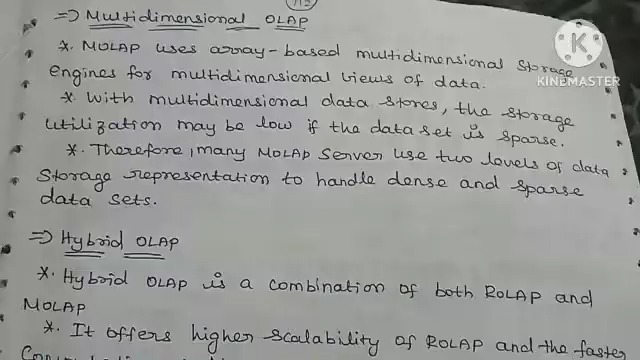 ⇒ Multidimensional OLAP
*. MOLAP uses array-based multidimensional storage
engines for multidimensional views of data.
*. With multidimensional data stores, the storage
utilization may be low if the data set is sparse.
*. Therefore, many MOLAP server use two levels of data
storage representation to handle dense and sparse
data sets.
⇒ Hybrid OLAP
*. Hybrid OLAP is a combination of both ROLAP and
MOLAP
*. It offers higher scalability of ROLAP and the faster
KINEMASTER